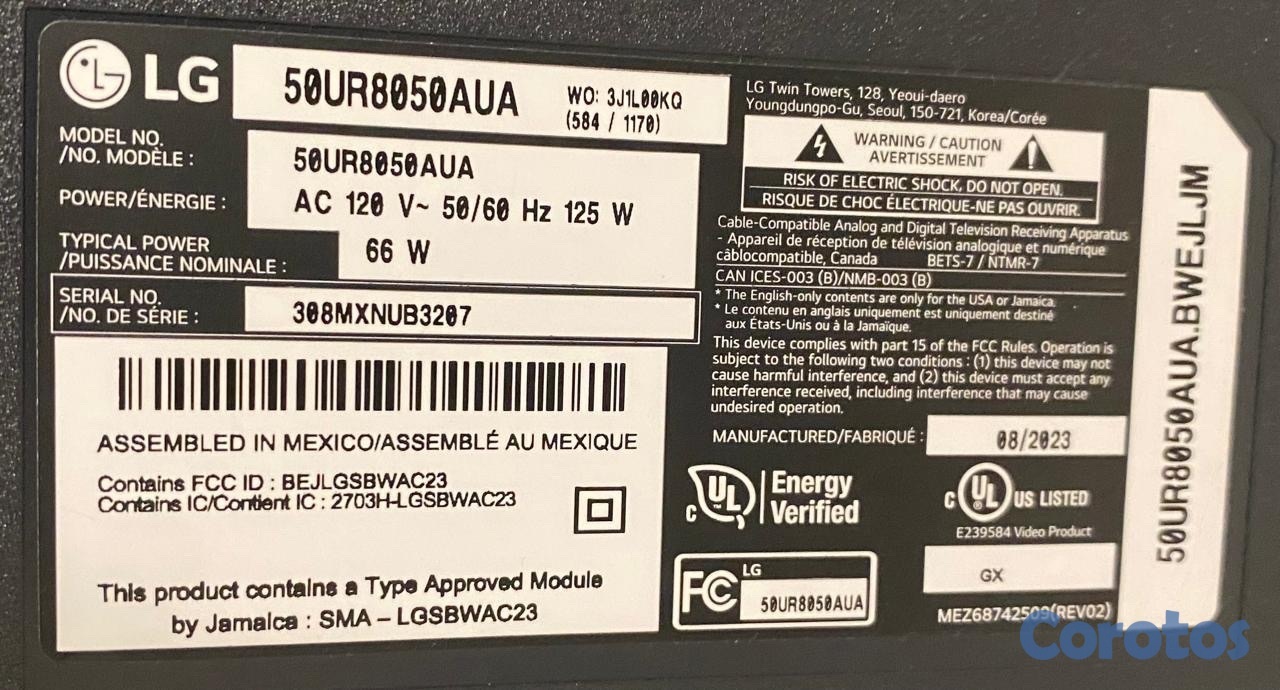 LG
50UR8050AUA
WO: 3J1L00KQ
(584 / 1170)
MODEL NO.
/NO. MODÈLE :
50UR8050AUA
POWER/ÉNERGIE :
AC 120 V~ 50/60 Hz 125 W
TYPICAL POWER
/PUISSANCE NOMINALE :
66 W
SERIAL NO.
/NO. DE SÉRIE :
308MXNUB3207
ASSEMBLED IN MEXICO/ASSEMBLÉ AU MEXIQUE
Contains FCC ID : BEJLGSBWAC23
Contains IC/Contient IC : 2703H-LGSBWAC23
This product contains a Type Approved Module
by Jamaica : SMA – LGSBWAC23
LG Twin Towers, 128, Yeoui-daero
Youngdungpo-Gu, Seoul, 150-721, Korea/Corée
WARNING / CAUTION
AVERTISSEMENT
RISK OF ELECTRIC SHOCK, DO NOT OPEN.
RISQUE DE CHOC ÉLECTRIQUE-NE PAS OUVRIR.
Cable-Compatible Analog and Digital Television Receiving Apparatus
- Appareil de réception de télévision analogique et numérique
câblocompatible, Canada BETS-7 / NTMR-7
CAN ICES-003 (B)/NMB-003 (B)
* The English-only contents are only for the USA or Jamaica.
* Le contenu en anglais uniquement est uniquement destiné
aux États-Unis ou à la Jamaïque.
This device complies with part 15 of the FCC Rules. Operation is
subject to the following two conditions : (1) this device may not
cause harmful interference, and (2) this device must accept any
interference received, including interference that may cause
undesired operation.
MANUFACTURED/FABRIQUÉ :
08/2023
c UL ™ Energy
Verified
c UL ® US LISTED
E239584 Video Product
FC LG
50UR8050AUA
GX
MEZ68742509(REV02)
50UR8050AUA.BWEJLJM
Corotos